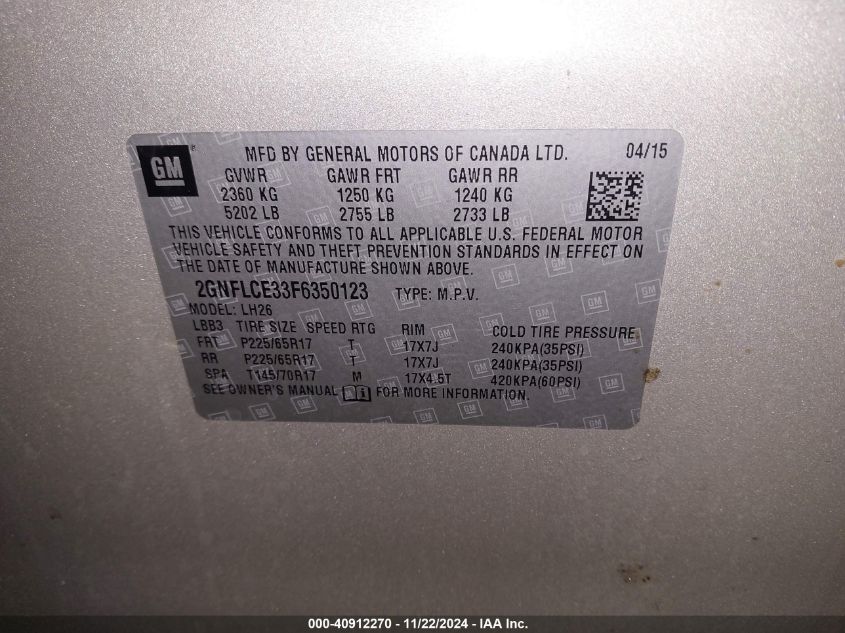 GM MFD BY GENERAL MOTORS OF CANADA LTD. 04/15
GVWR GAWR FRT GAWR RR
2360 KG 1250 KG 1240 KG
5202 LB 2755 LB 2733 LB
THIS VEHICLE CONFORMS TO ALL APPLICABLE U.S. FEDERAL MOTOR
VEHICLE SAFETY AND THEFT PREVENTION STANDARDS IN EFFECT ON
THE DATE OF MANUFACTURE SHOWN ABOVE.
2GNFLCE33F6350123 TYPE: M.P.V.
MODEL: LH26
LBB3 TIRE SIZE SPEED RTG RIM COLD TIRE PRESSURE
FRT P225/65R17 T 17X7J 240KPA(35PSI)
RR P225/65R17 T 17X7J 240KPA(35PSI)
SPA T145/70R17 M 17X4.5T 420KPA(60PSI)
SEE OWNER'S MANUAL FOR MORE INFORMATION.
000-40912270 - 11/22/2024 - IAA Inc.